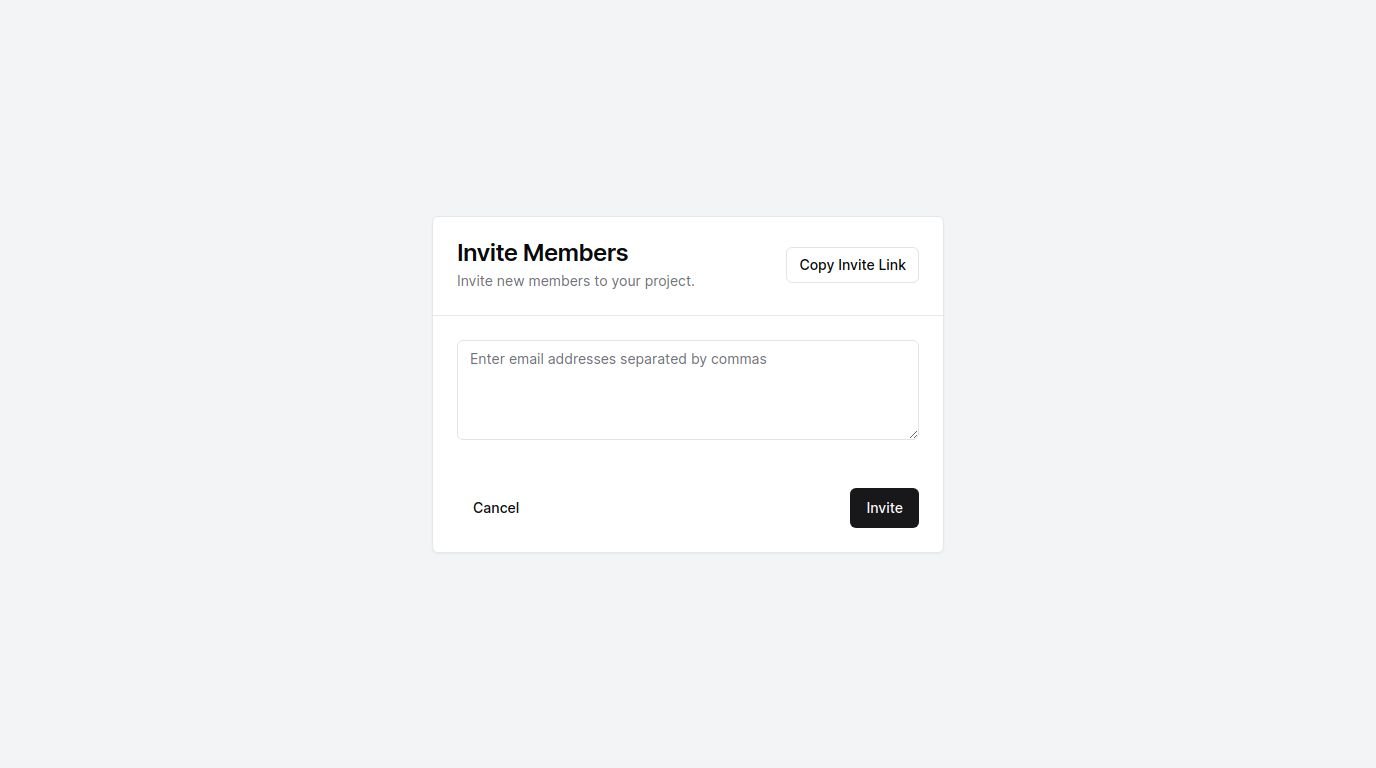 Invite Members
Invite new members to your project.
Copy Invite Link
Enter email addresses separated by commas
Cancel
Invite